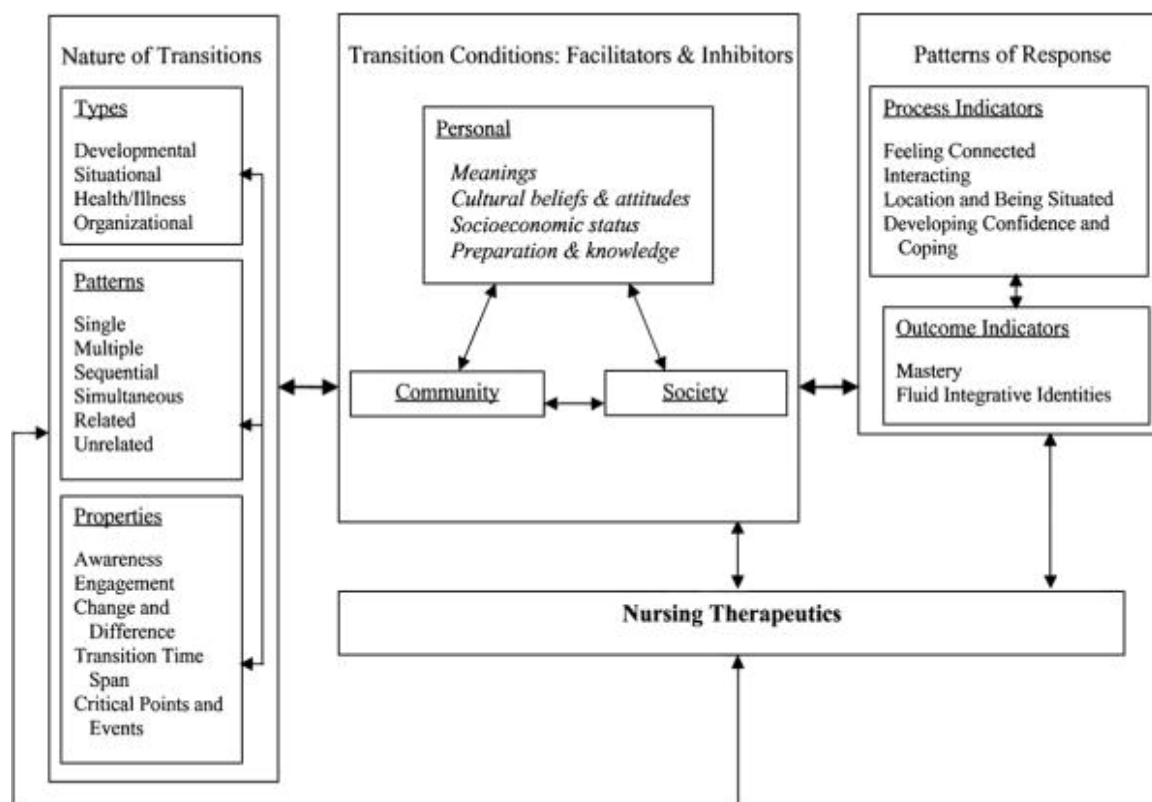 Nature of Transitions
Types
Developmental
Situational
Health/Illness
Organizational
Patterns
Single
Multiple
Sequential
Simultaneous
Related
Unrelated
Properties
Awareness
Engagement
Change and
Difference
Transition Time
Span
Critical Points and
Events
Transition Conditions: Facilitators & Inhibitors
Personal
Meanings
Cultural beliefs & attitudes
Socioeconomic status
Preparation & knowledge
Community
Society
Patterns of Response
Process Indicators
Feeling Connected
Interacting
Location and Being Situated
Developing Confidence and
Coping
Outcome Indicators
Mastery
Fluid Integrative Identities
Nursing Therapeutics